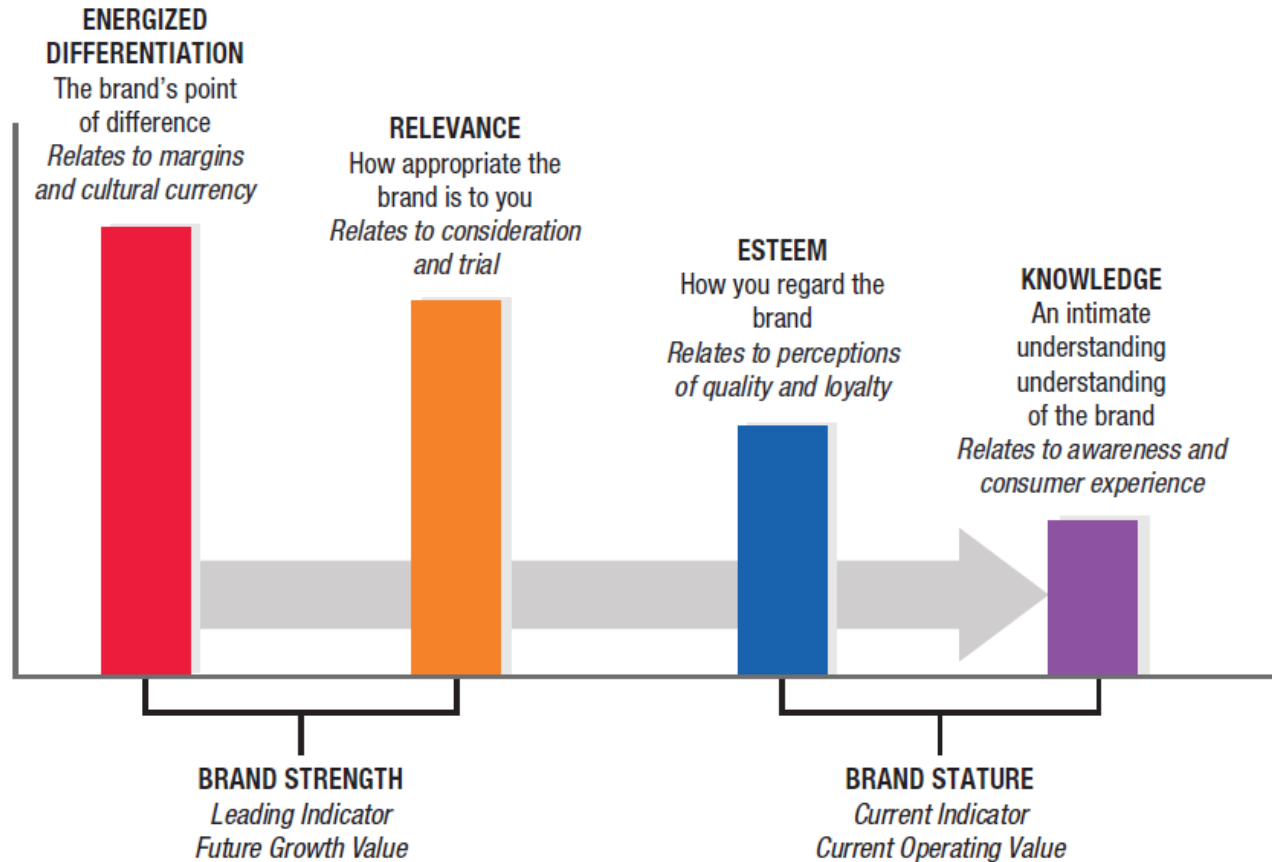 ENERGIZED
DIFFERENTIATION
The brand's point
of difference
Relates to margins
and cultural currency
RELEVANCE
How appropriate the
brand is to you
Relates to consideration
and trial
ESTEEM
How you regard the
brand
Relates to perceptions
of quality and loyalty
KNOWLEDGE
An intimate
understanding
understanding
of the brand
Relates to awareness and
consumer experience
BRAND STRENGTH
Leading Indicator
Future Growth Value
BRAND STATURE
Current Indicator
Current Operating Value